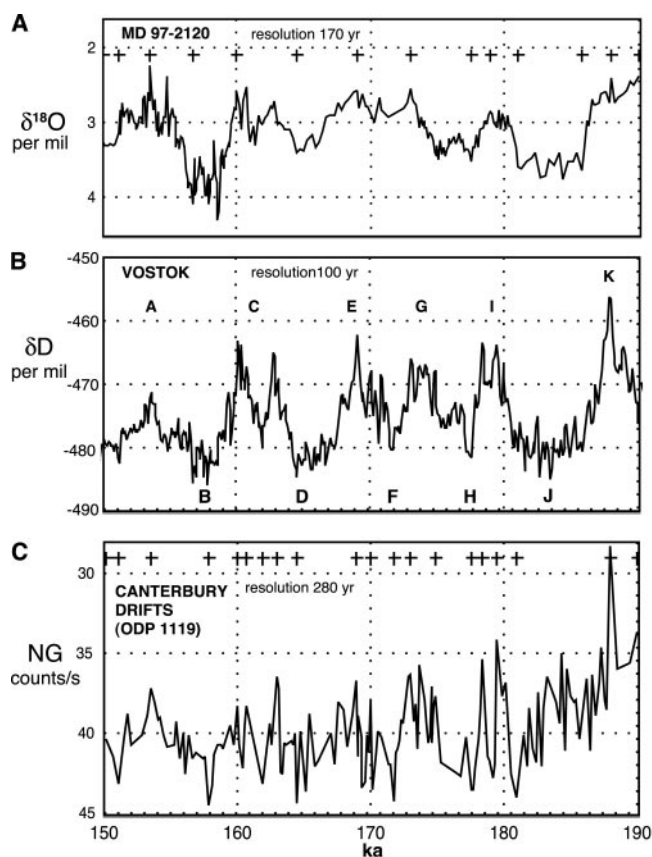 A
MD 97-2120
resolution 170 yr
2
3
4
δ18O
per mil
B
-450
VOSTOK
resolution100 yr
K
A C E G I
-460
δD
per mil
-470
-480
-490
B D F H J
C
CANTERBURY
DRIFTS
(ODP 1119)
resolution 280 yr
30
NG
counts/s
35
40
45
150 160 170 180 190
ka